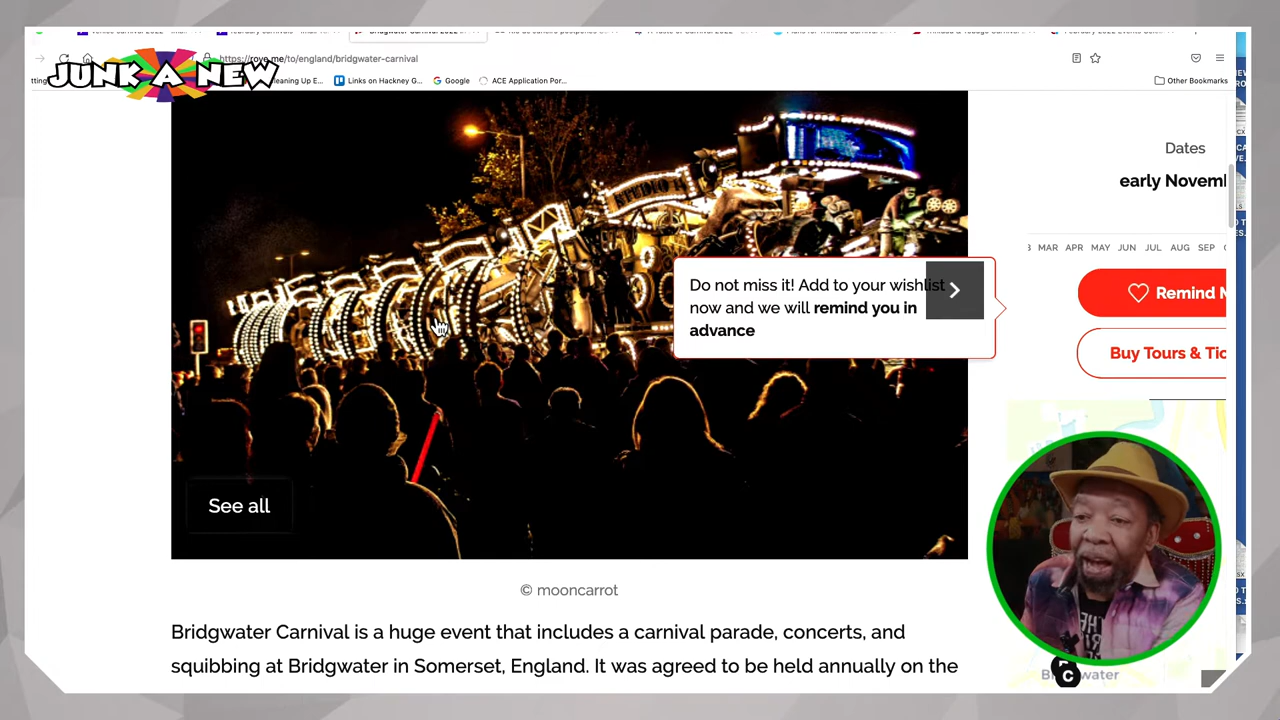 JUNK A NEW
https://rove.me/to/england/bridgwater-carnival
eaning Up E...
Links on Hackney G...
Google
ACE Application Por...
Other Bookmarks
Dates
early Novemb
MAR APR MAY JUN JUL AUG SEP
Do not miss it! Add to your wishlist
now and we will remind you in
advance
Remind M
Buy Tours & Tic
See all
© mooncarrot
Bridgwater Carnival is a huge event that includes a carnival parade, concerts, and
squibbing at Bridgwater in Somerset, England. It was agreed to be held annually on the